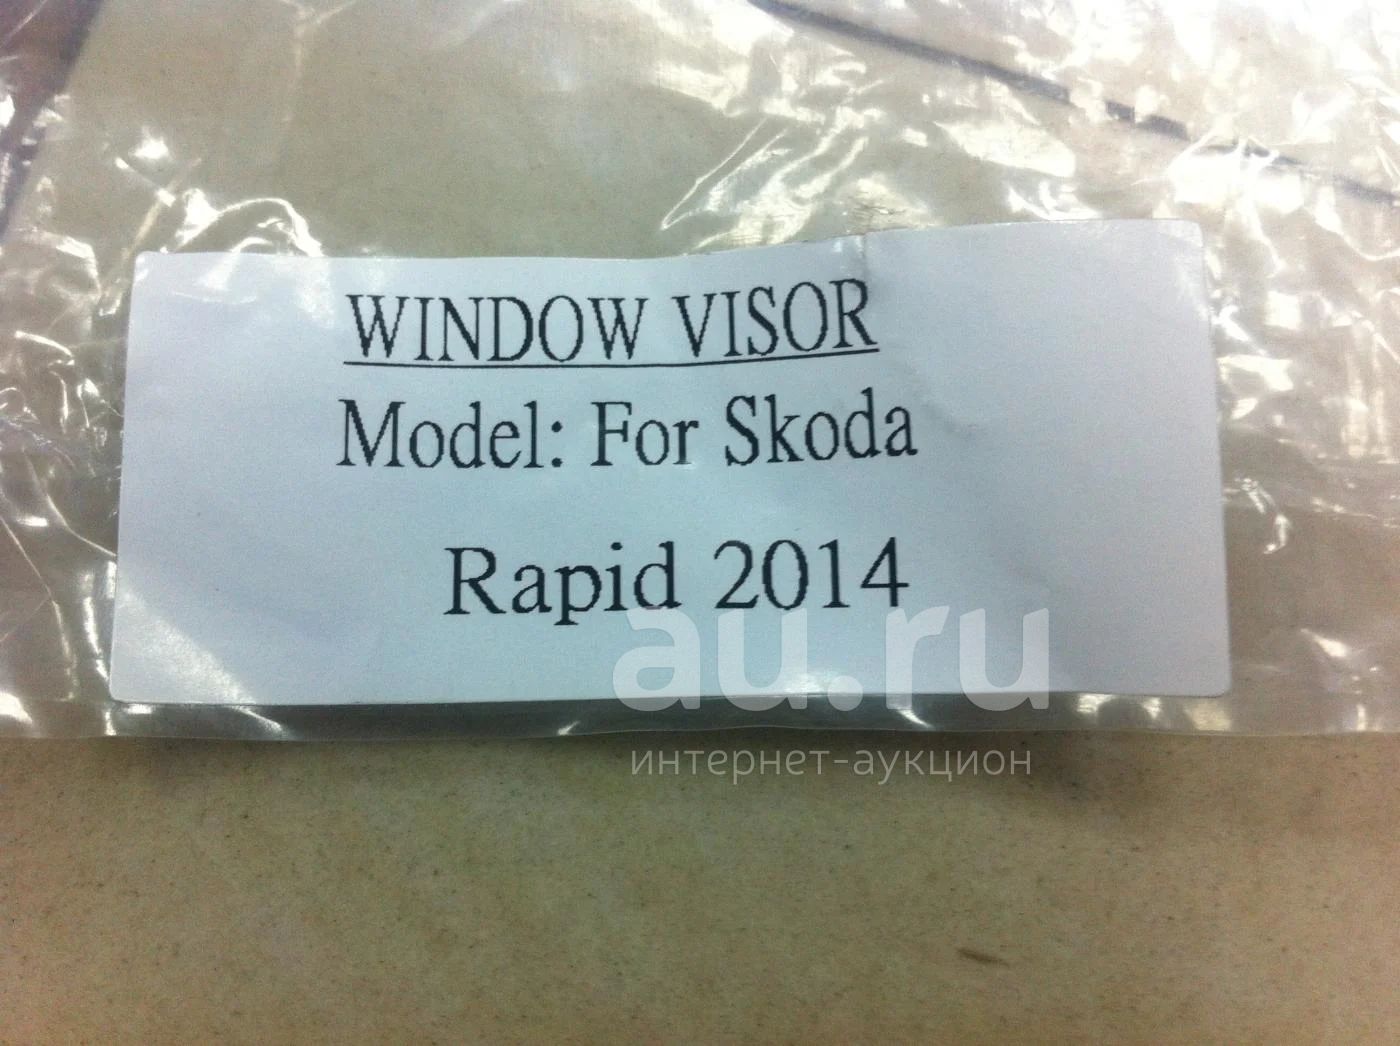 WINDOW VISOR
Model: For Skoda
Rapid 2014
au.ru
интернет-аукцион